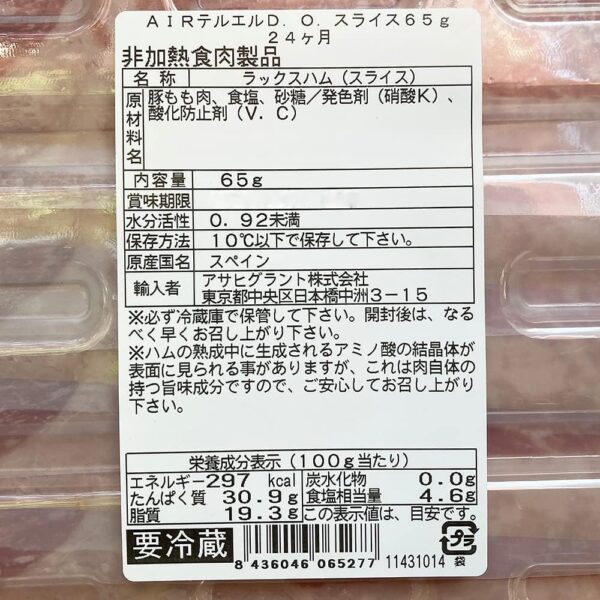 AIRテルエルD.O.スライス65g
24ヶ月
非加熱食肉製品
名称 ラックスハム(スライス)
原材料名 豚もも肉、食塩、砂糖/発色剤(硝酸K)、
酸化防止剤(V.C)
内容量 65g
賞味期限
水分活性 0.92未満
保存方法 10℃以下で保存して下さい。
原産国名 スペイン
輸入者 アサヒグラント株式会社
東京都中央区日本橋中洲3-15
※必ず冷蔵庫で保管して下さい。開封後は、なる
べく早くお召し上がり下さい。
※ハムの熟成中に生成されるアミノ酸の結晶体が
表面に見られる事がありますが、これは肉自体の
持つ旨味成分ですので、ご安心してお召し上がり
下さい。
栄養成分表示(100g当たり)
エネルギー 297 kcal 炭水化物 0.0g
たんぱく質 30.9g 食塩相当量 4.6g
脂質 19.3g この表示値は、目安です。
要冷蔵
8 436046 065277 11431014 プラ 袋